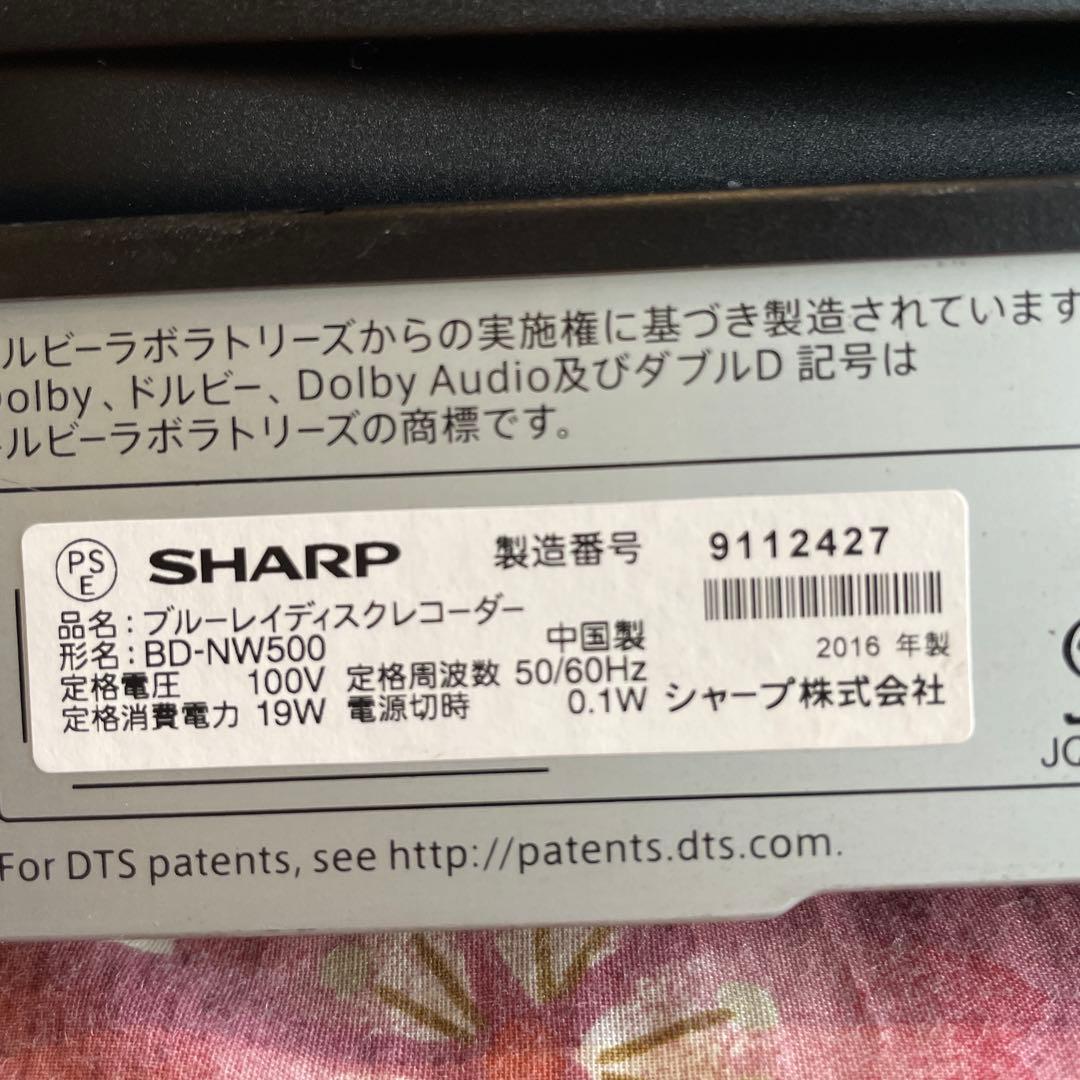 ルビーラボラトリーズからの実施権に基づき製造されています
Dolby、ドルビー、Dolby Audio及びダブルD 記号は
ルビーラボラトリーズの商標です。
PS
E
SHARP 製造番号 9112427
品名：ブルーレイディスクレコーダー
形名：BD-NW500 中国製 2016 年製
定格電圧 100V 定格周波数 50/60Hz
定格消費電力 19W 電源切時 0.1W シャープ株式会社
For DTS patents, see http://patents.dts.com.